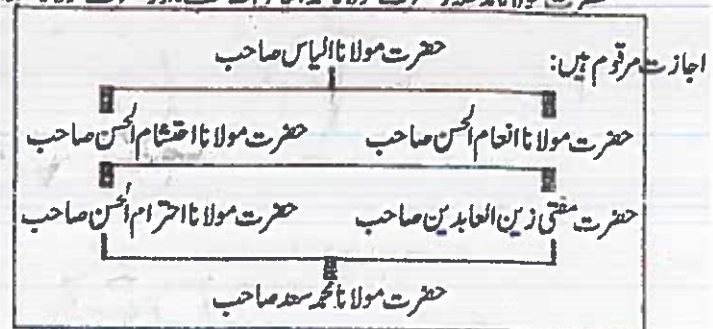 اجازت مرقوم ہیں:
حضرت مولانا الیاس صاحب
حضرت مولانا انعام الحسن صاحب حضرت مولانا احتشام الحسن صاحب
حضرت مفتی زین العابدین صاحب حضرت مولانا احترام الحسن صاحب
حضرت مولانا محمد سعد صاحب